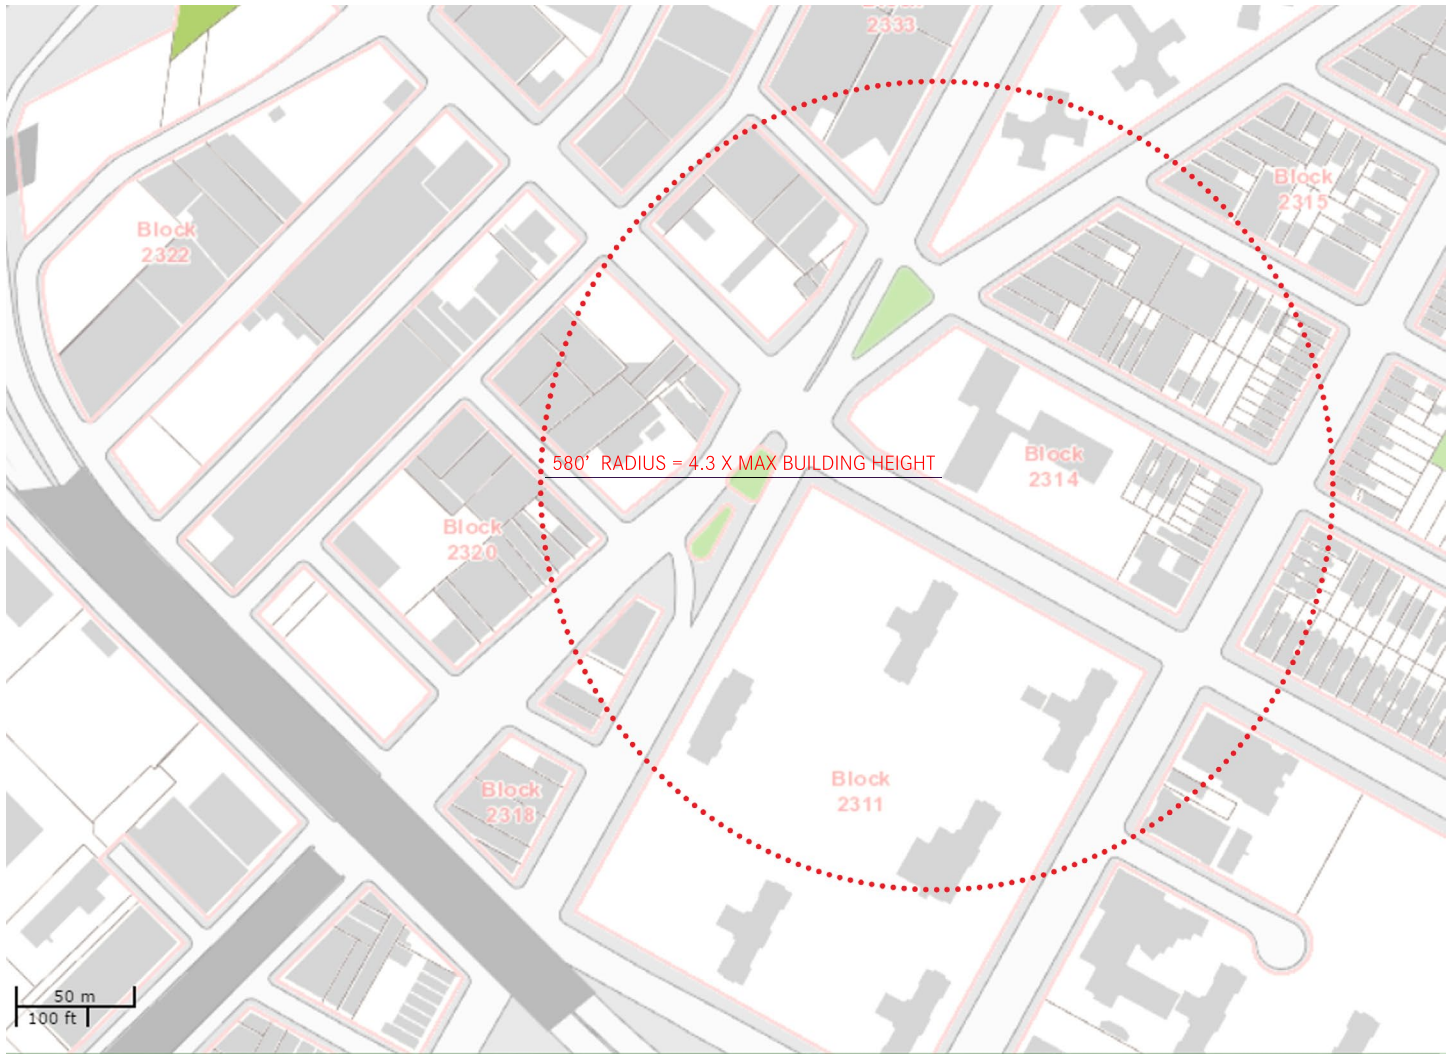 2333
Block
2315
Block
2322
580' RADIUS = 4.3 X MAX BUILDING HEIGHT
Block
2314
Block
2320
Block
2311
Block
2318
50 m
100 ft